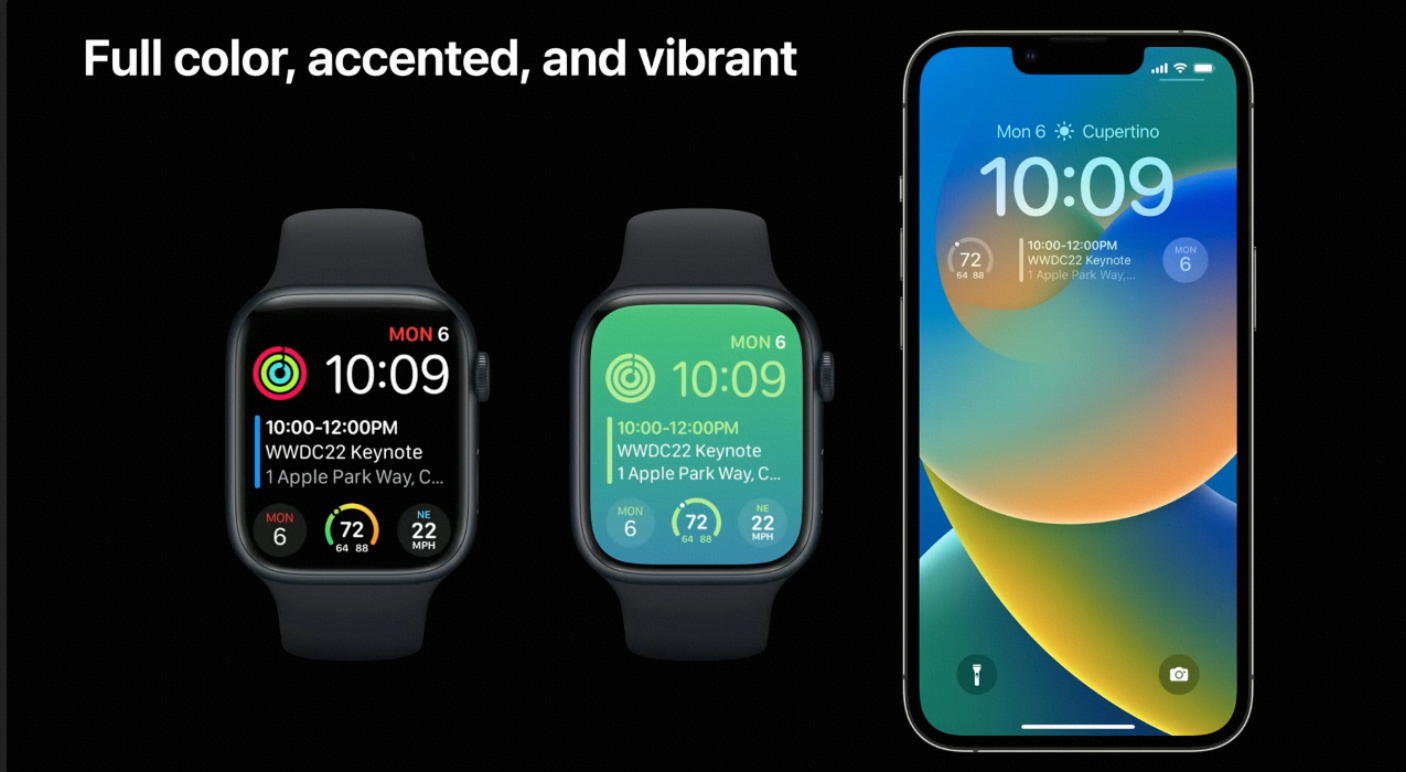 Full color, accented, and vibrant
MON 6
10:09
10:00-12:00PM
WWDC22 Keynote
1 Apple Park Way, C...
MON
6
72
64 88
NE
22
MPH
MON 6
10:09
10:00-12:00PM
WWDC22 Keynote
1 Apple Park Way, C...
MON
6
72
64 88
NE
22
MPH
Mon 6 Cupertino
10:09
72
64 88
10:00-12:00PM
WWDC22 Keynote
1 Apple Park Way,...
MON
6